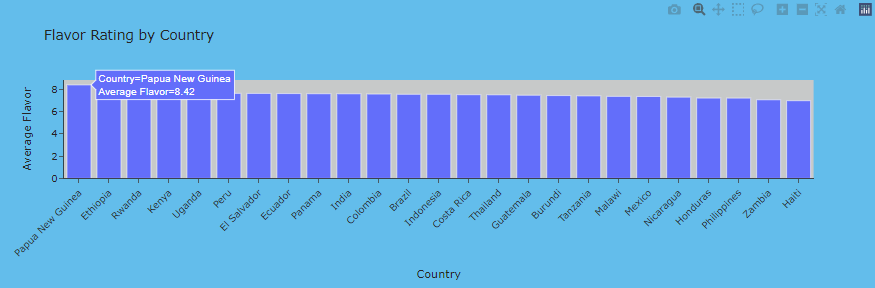 Flavor Rating by Country
Country=Papua New Guinea
Average Flavor=8.42
Average Flavor
8
6
4
2
0
Papua New Guinea
Ethiopia
Rwanda
Kenya
Uganda
Peru
El Salvador
Ecuador
Panama
India
Colombia
Brazil
Indonesia
Costa Rica
Thailand
Guatemala
Burundi
Tanzania
Malawi
Mexico
Nicaragua
Honduras
Philippines
Zambia
Haiti
Country